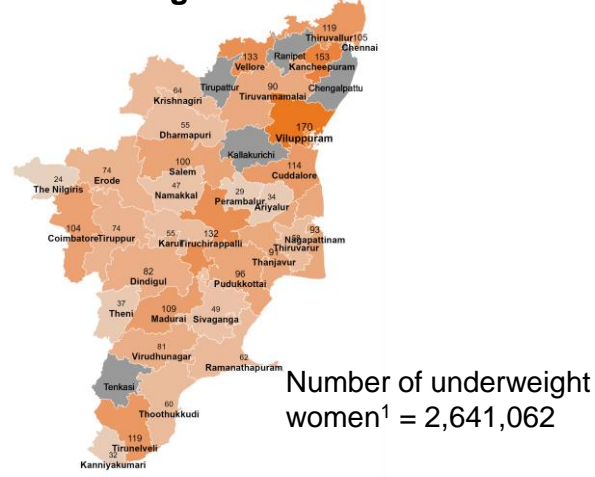 119
Thiruvallur
105
Chennai
Ranipet
133
Vellore
153
Kancheepuram
64
Krishnagiri
Tirupattur
90
Tiruvannamalai
Chengalpattu
55
Dharmapuri
170
Viluppuram
Kallakurichi
100
Salem
114
Cuddalore
24
The Nilgiris
74
Erode
47
Namakkal
29
Perambalur
34
Ariyalur
104
Coimbatore
74
Tiruppur
55
Karur
132
Tiruchirappalli
93
Nagapattinam
Thiruvarur
91
Thanjavur
82
Dindigul
96
Pudukkottai
37
Theni
109
Madurai
49
Sivaganga
81
Virudhunagar
62
Ramanathapuram
Tenkasi
60
Thoothukkudi
119
Tirunelveli
32
Kanniyakumari
Number of underweight
women¹ = 2,641,062